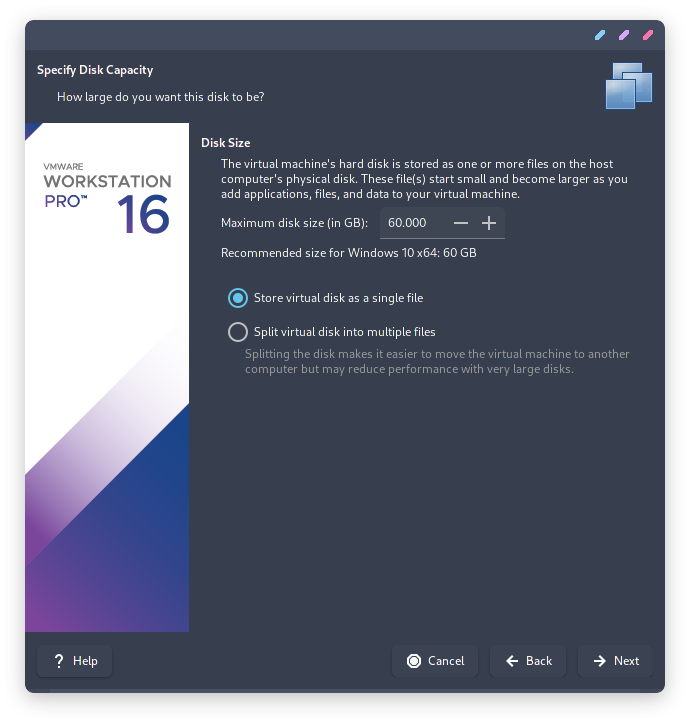 Specify Disk Capacity
How large do you want this disk to be?
VMWARE
WORKSTATION
PRO™ 16
Disk Size
The virtual machine's hard disk is stored as one or more files on the host
computer's physical disk. These file(s) start small and become larger as you
add applications, files, and data to your virtual machine.
Maximum disk size (in GB): 60.000
Recommended size for Windows 10 x64: 60 GB
Store virtual disk as a single file
Split virtual disk into multiple files
Splitting the disk makes it easier to move the virtual machine to another
computer but may reduce performance with very large disks.
? Help Cancel Back Next